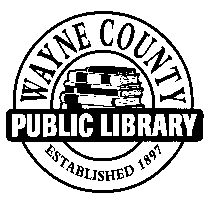 WAYNE COUNTY
PUBLIC LIBRARY
ESTABLISHED 1897